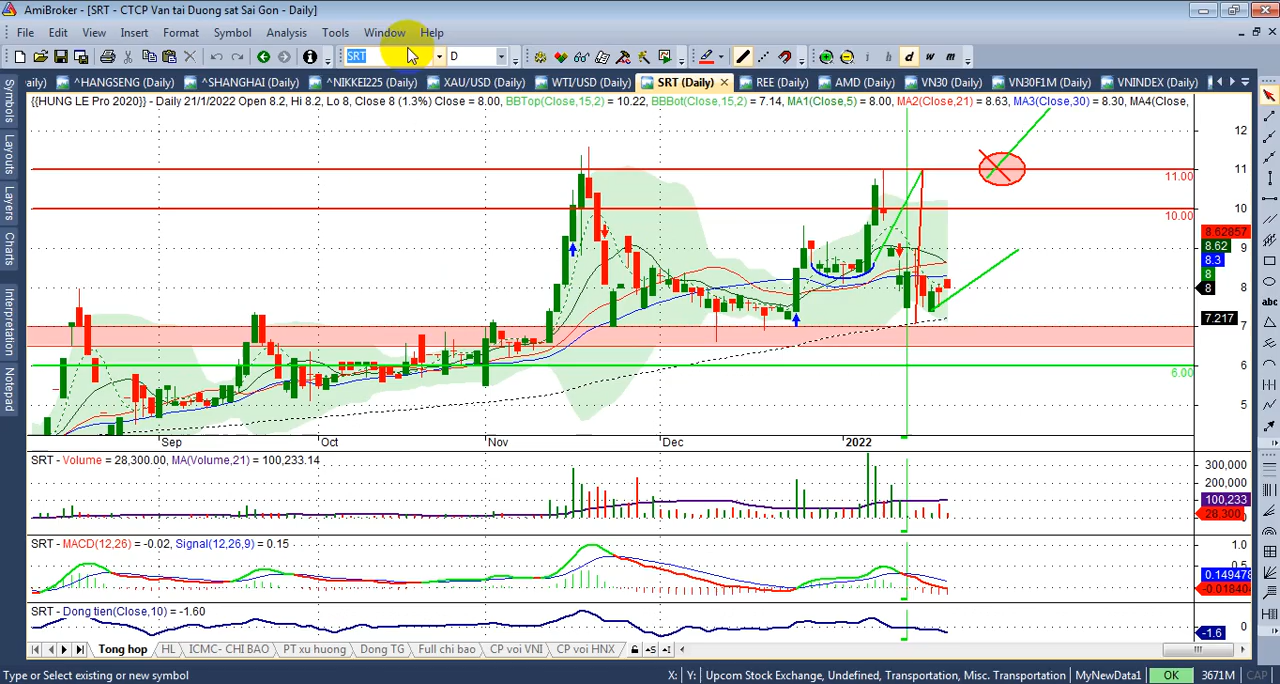 AmiBroker - [SRT - CTCP Van tai Duong sat Sai Gon - Daily]
File Edit View Insert Format Symbol Analysis Tools Window Help
SRT D i h d w m
aily) ^HANGSENG (Daily) ^SHANGHAI (Daily) ^NIKKEI225 (Daily) XAU/USD (Daily) WTI/USD (Daily) SRT (Daily) REE (Daily) AMD (Daily) VN30 (Daily) VN30F1M (Daily) VNINDEX (Daily)
{{HUNG LE Pro 2020}} - Daily 21/1/2022 Open 8.2, Hi 8.2, Lo 8, Close 8 (1.3%) Close = 8.00, BBTop(Close,15,2) = 10.22, BBBot(Close,15,2) = 7.14, MA1(Close,5) = 8.00, MA2(Close,21) = 8.63, MA3(Close,30) = 8.30, MA4(Close,
Symbols
Layouts
Layers
Charts
Interpretation
Notepad
abc
12
11
11.00
10
10.00
8.62857
9
8.62
8.3
8
8
8
7.217
7
6
6.00
5
Sep Oct Nov Dec 2022
SRT - Volume = 28,300.00, MA(Volume,21) = 100,233.14
300,000
200,000
100,233
28,300
SRT - MACD(12,26) = -0.02, Signal(12,26,9) = 0.15
1.0
0.5
0.149478
-0.01840
SRT - Dong tien(Close,10) = -1.60
0
-1.6
Tong hop HL ICMC- CHI BAO PT xu huong Dong TG Full chi bao CP voi VNI CP voi HNX
Type or Select existing or new symbol X: Y: Upcom Stock Exchange, Undefined, Transportation, Misc. Transportation MyNewData1 OK 3671M CAP